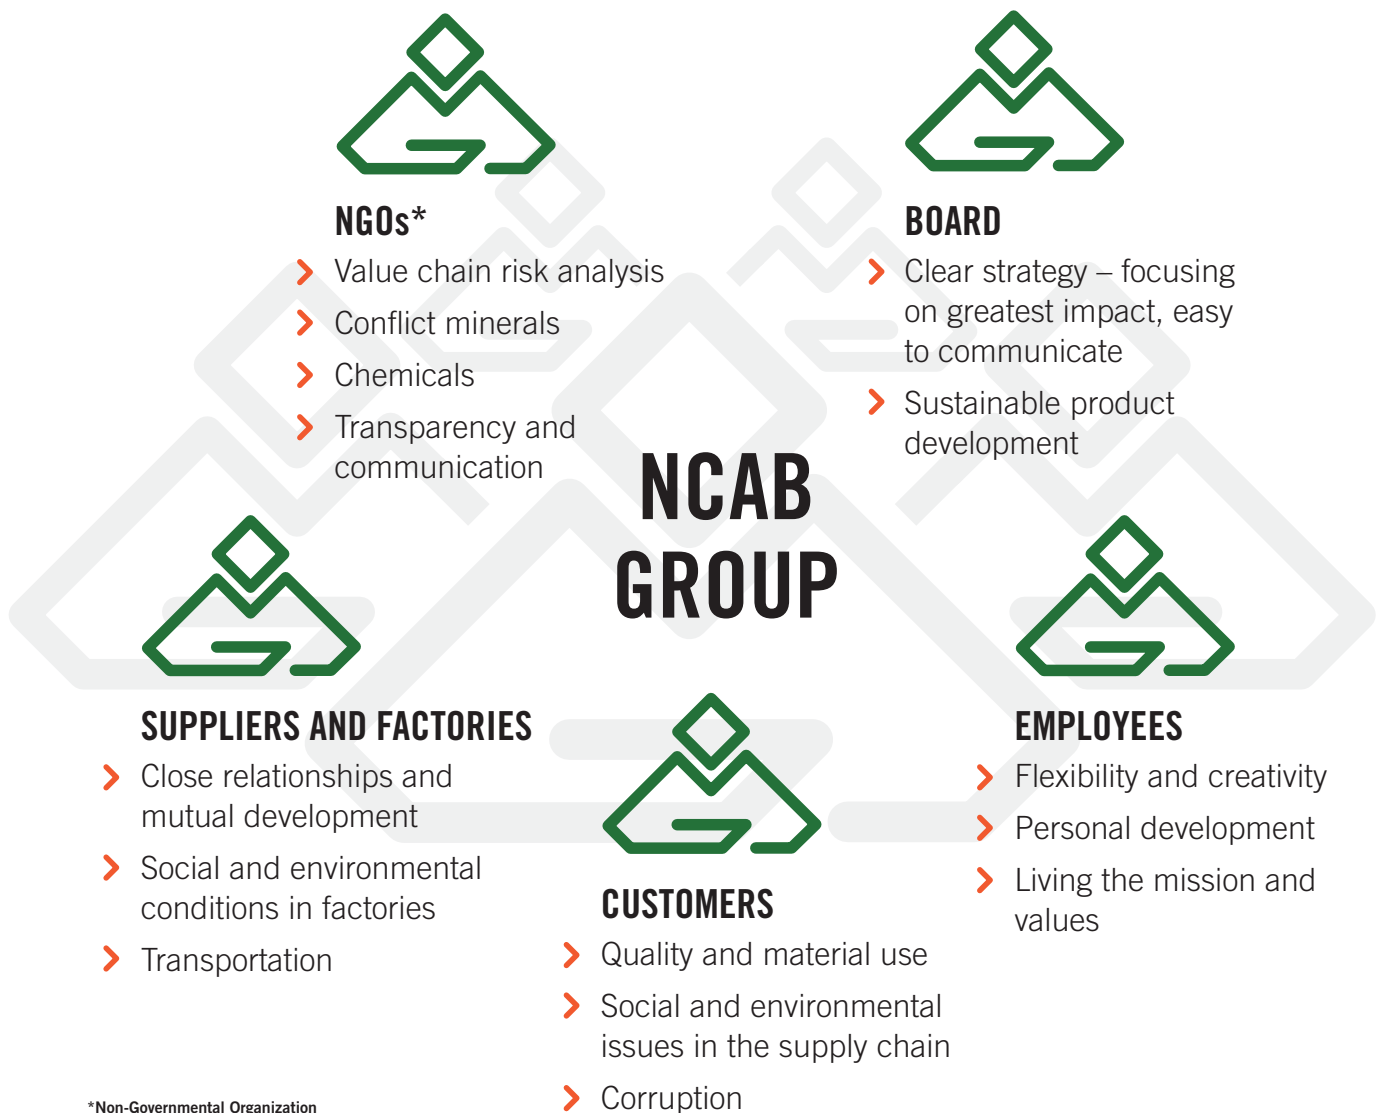 NGOs*
Value chain risk analysis
Conflict minerals
Chemicals
Transparency and
communication
BOARD
Clear strategy – focusing
on greatest impact, easy
to communicate
Sustainable product
development
NCAB
GROUP
SUPPLIERS AND FACTORIES
Close relationships and
mutual development
Social and environmental
conditions in factories
Transportation
CUSTOMERS
Quality and material use
Social and environmental
issues in the supply chain
Corruption
EMPLOYEES
Flexibility and creativity
Personal development
Living the mission and
values
*Non-Governmental Organization